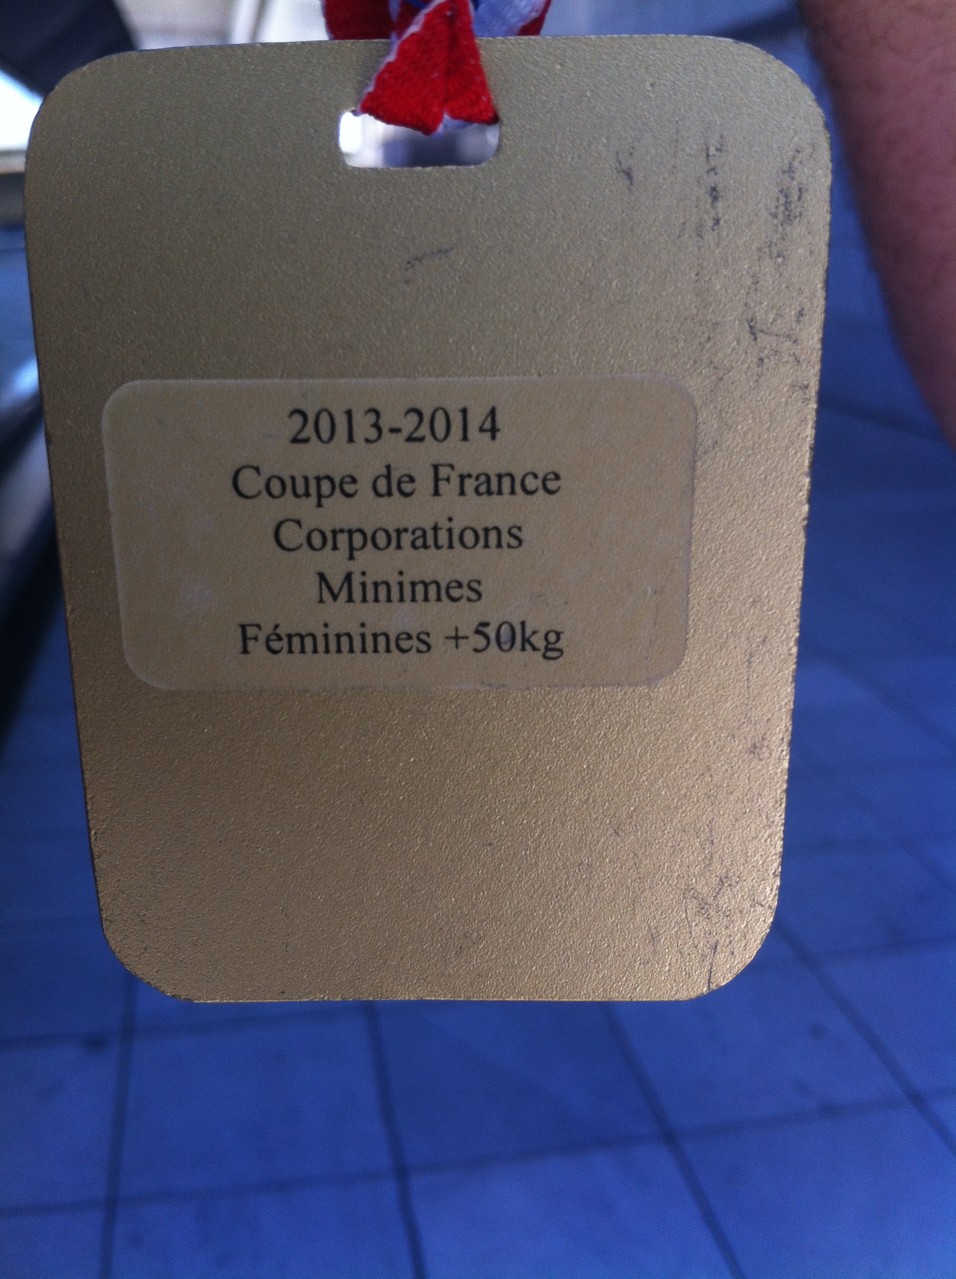 2013-2014
Coupe de France
Corporations
Minimes
Féminines +50kg